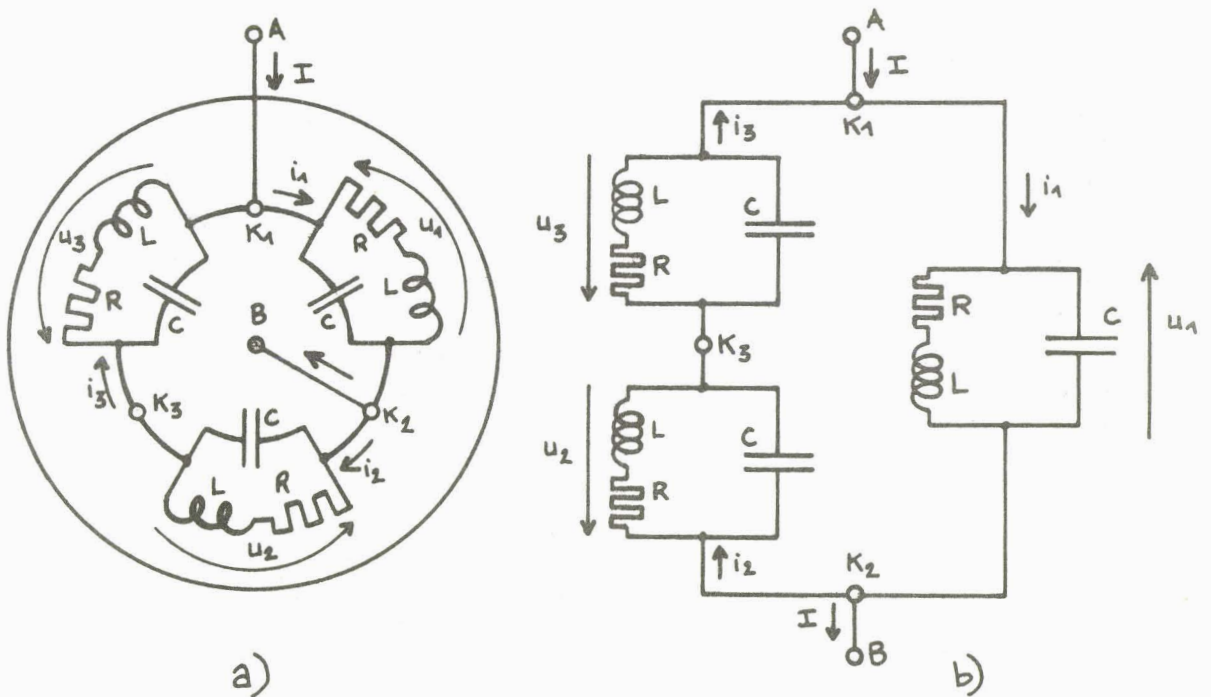 A
I
i₁
K₁
u₃
L
R
C
u₁
R
L
C
B
i₃
K₃
K₂
i₂
C
L
R
u₂
a)
A
I
K₁
i₃
i₁
u₃
L
R
C
K₃
u₂
L
R
C
i₂
R
L
C
u₁
K₂
I
B
b)